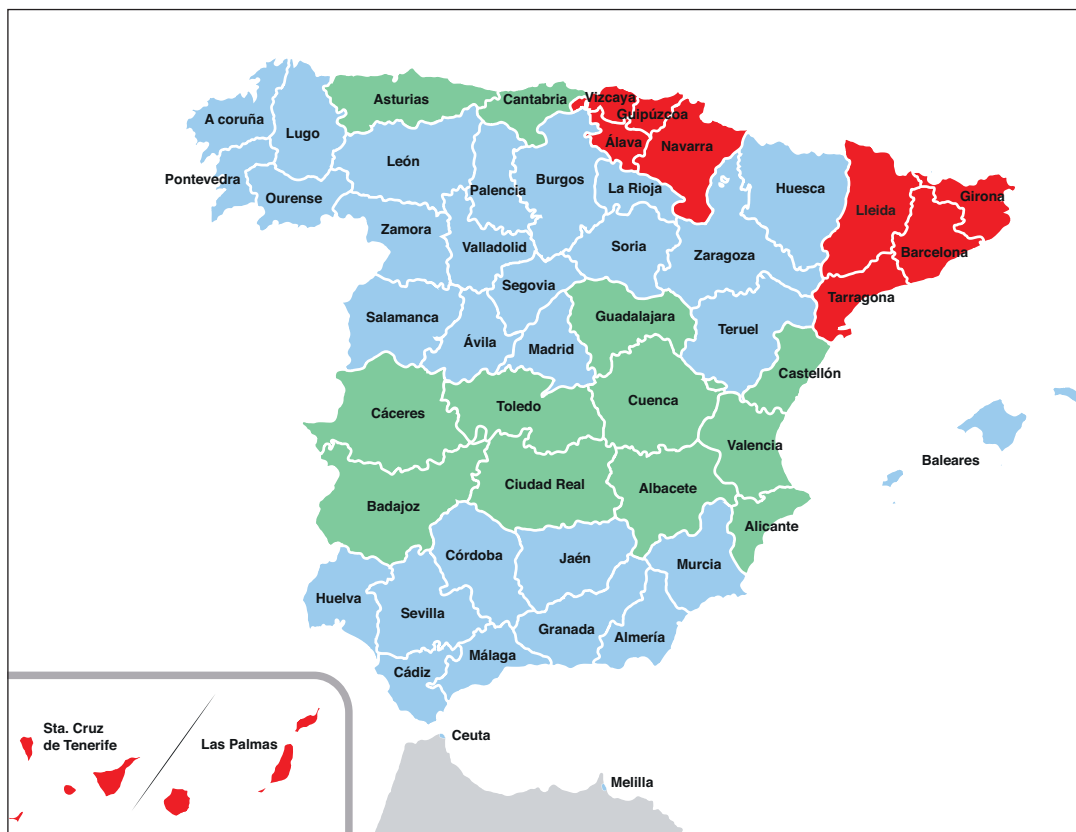 Asturias
Cantabria
Vizcaya
Guipúzcoa
A coruña
Lugo
Álava
Navarra
León
Pontevedra
Ourense
Palencia
Burgos
La Rioja
Huesca
Girona
Lleida
Zamora
Valladolid
Soria
Zaragoza
Barcelona
Segovia
Tarragona
Salamanca
Guadalajara
Ávila
Madrid
Teruel
Castellón
Cáceres
Toledo
Cuenca
Valencia
Baleares
Badajoz
Ciudad Real
Albacete
Alicante
Córdoba
Jaén
Murcia
Huelva
Sevilla
Granada
Almería
Málaga
Cádiz
Sta. Cruz
de Tenerife
Las Palmas
Ceuta
Melilla